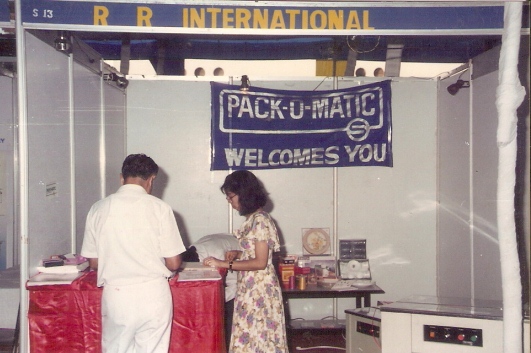 S 13 R R INTERNATIONAL
PACK-O-MATIC
S
WELCOMES YOU